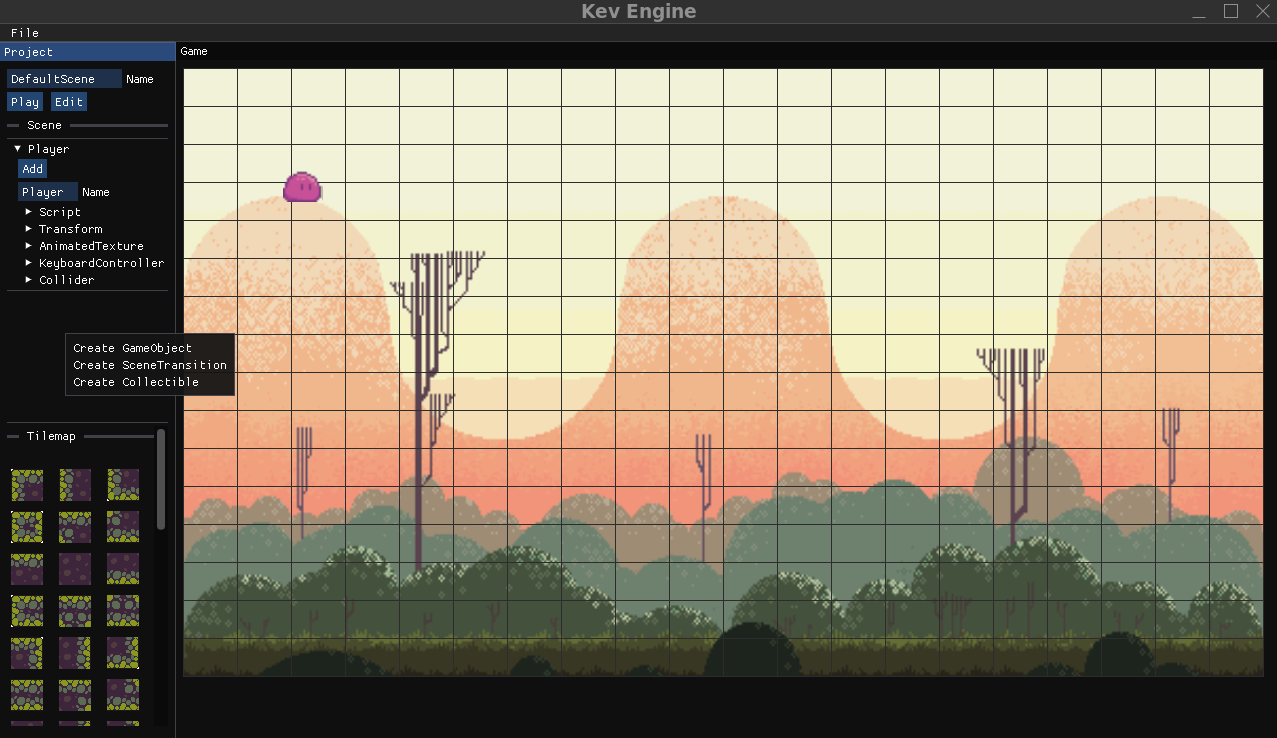 Kev Engine
File
Project
Game
DefaultScene Name
Play Edit
Scene
Player
Add
Player Name
Script
Transform
AnimatedTexture
KeyboardController
Collider
Create GameObject
Create SceneTransition
Create Collectible
Tilemap